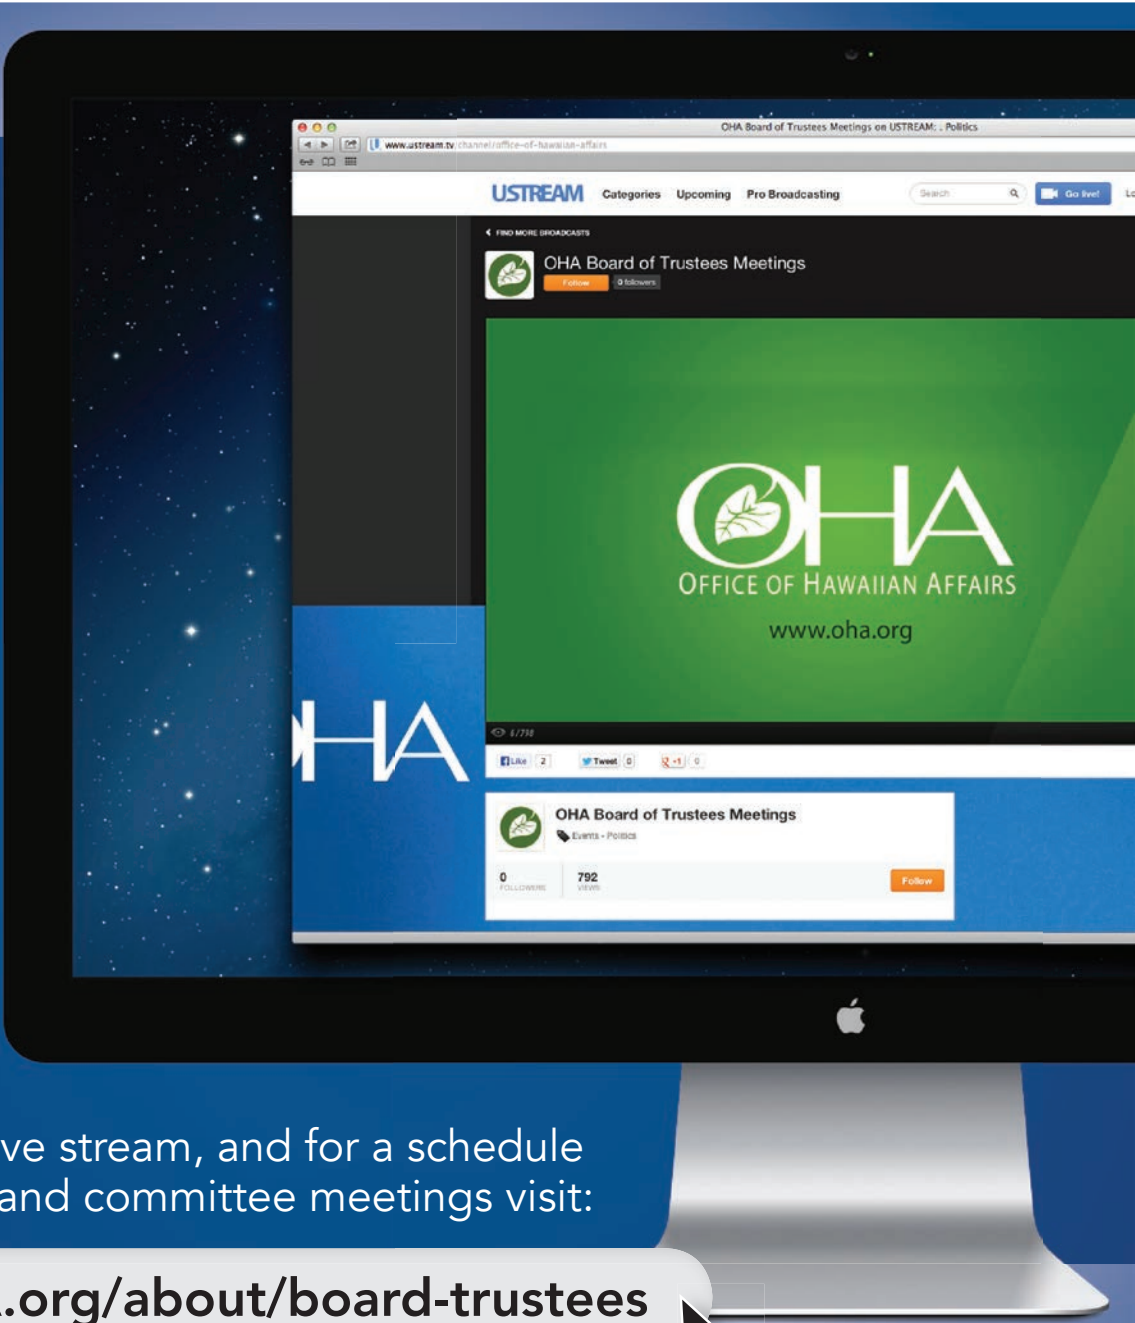 OHA Board of Trustees Meetings on USTREAM: . Politics
www.ustream.tv/channel/office-of-hawaiian-affairs
USTREAM Categories Upcoming Pro Broadcasting Search Go live! Lo
FIND MORE BROADCASTS
OHA Board of Trustees Meetings
Follow 0 followers
OHA
OFFICE OF HAWAIIAN AFFAIRS
www.oha.org
OHA
Like 2 Tweet 0 +1 0
OHA Board of Trustees Meetings
Events - Politics
0 792
FOLLOWERS VIEWS
Follow
ve stream, and for a schedule
and committee meetings visit:
.org/about/board-trustees